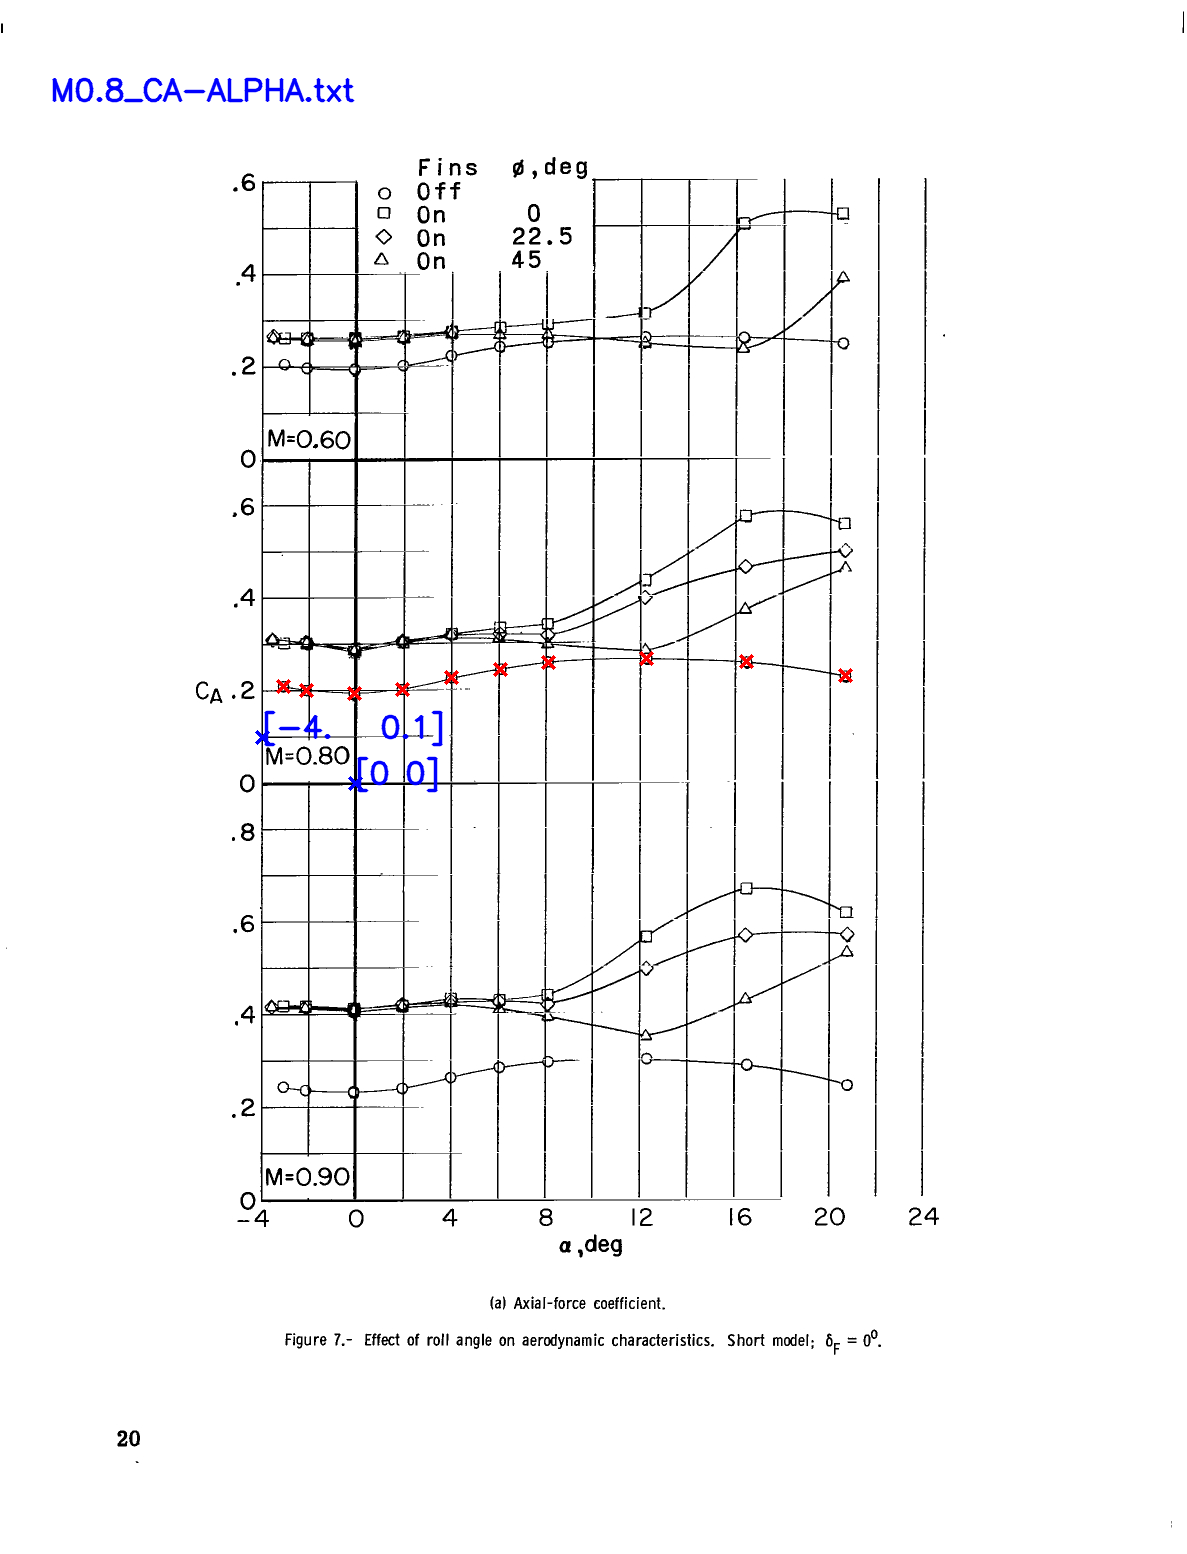 M0.8_CA-ALPHA.txt
Fins ø,deg
Off
On 0
On 22.5
On 45
.6
.4
.2
M=0.60
0
.6
.4
CA .2
[-4. 0.1]
M=0.80
[0 0]
0
.8
.6
.4
.2
M=0.90
0
-4 0 4 8 12 16 20 24
α,deg
(a) Axial-force coefficient.
Figure 7.- Effect of roll angle on aerodynamic characteristics. Short model; δF = 0⁰.
20